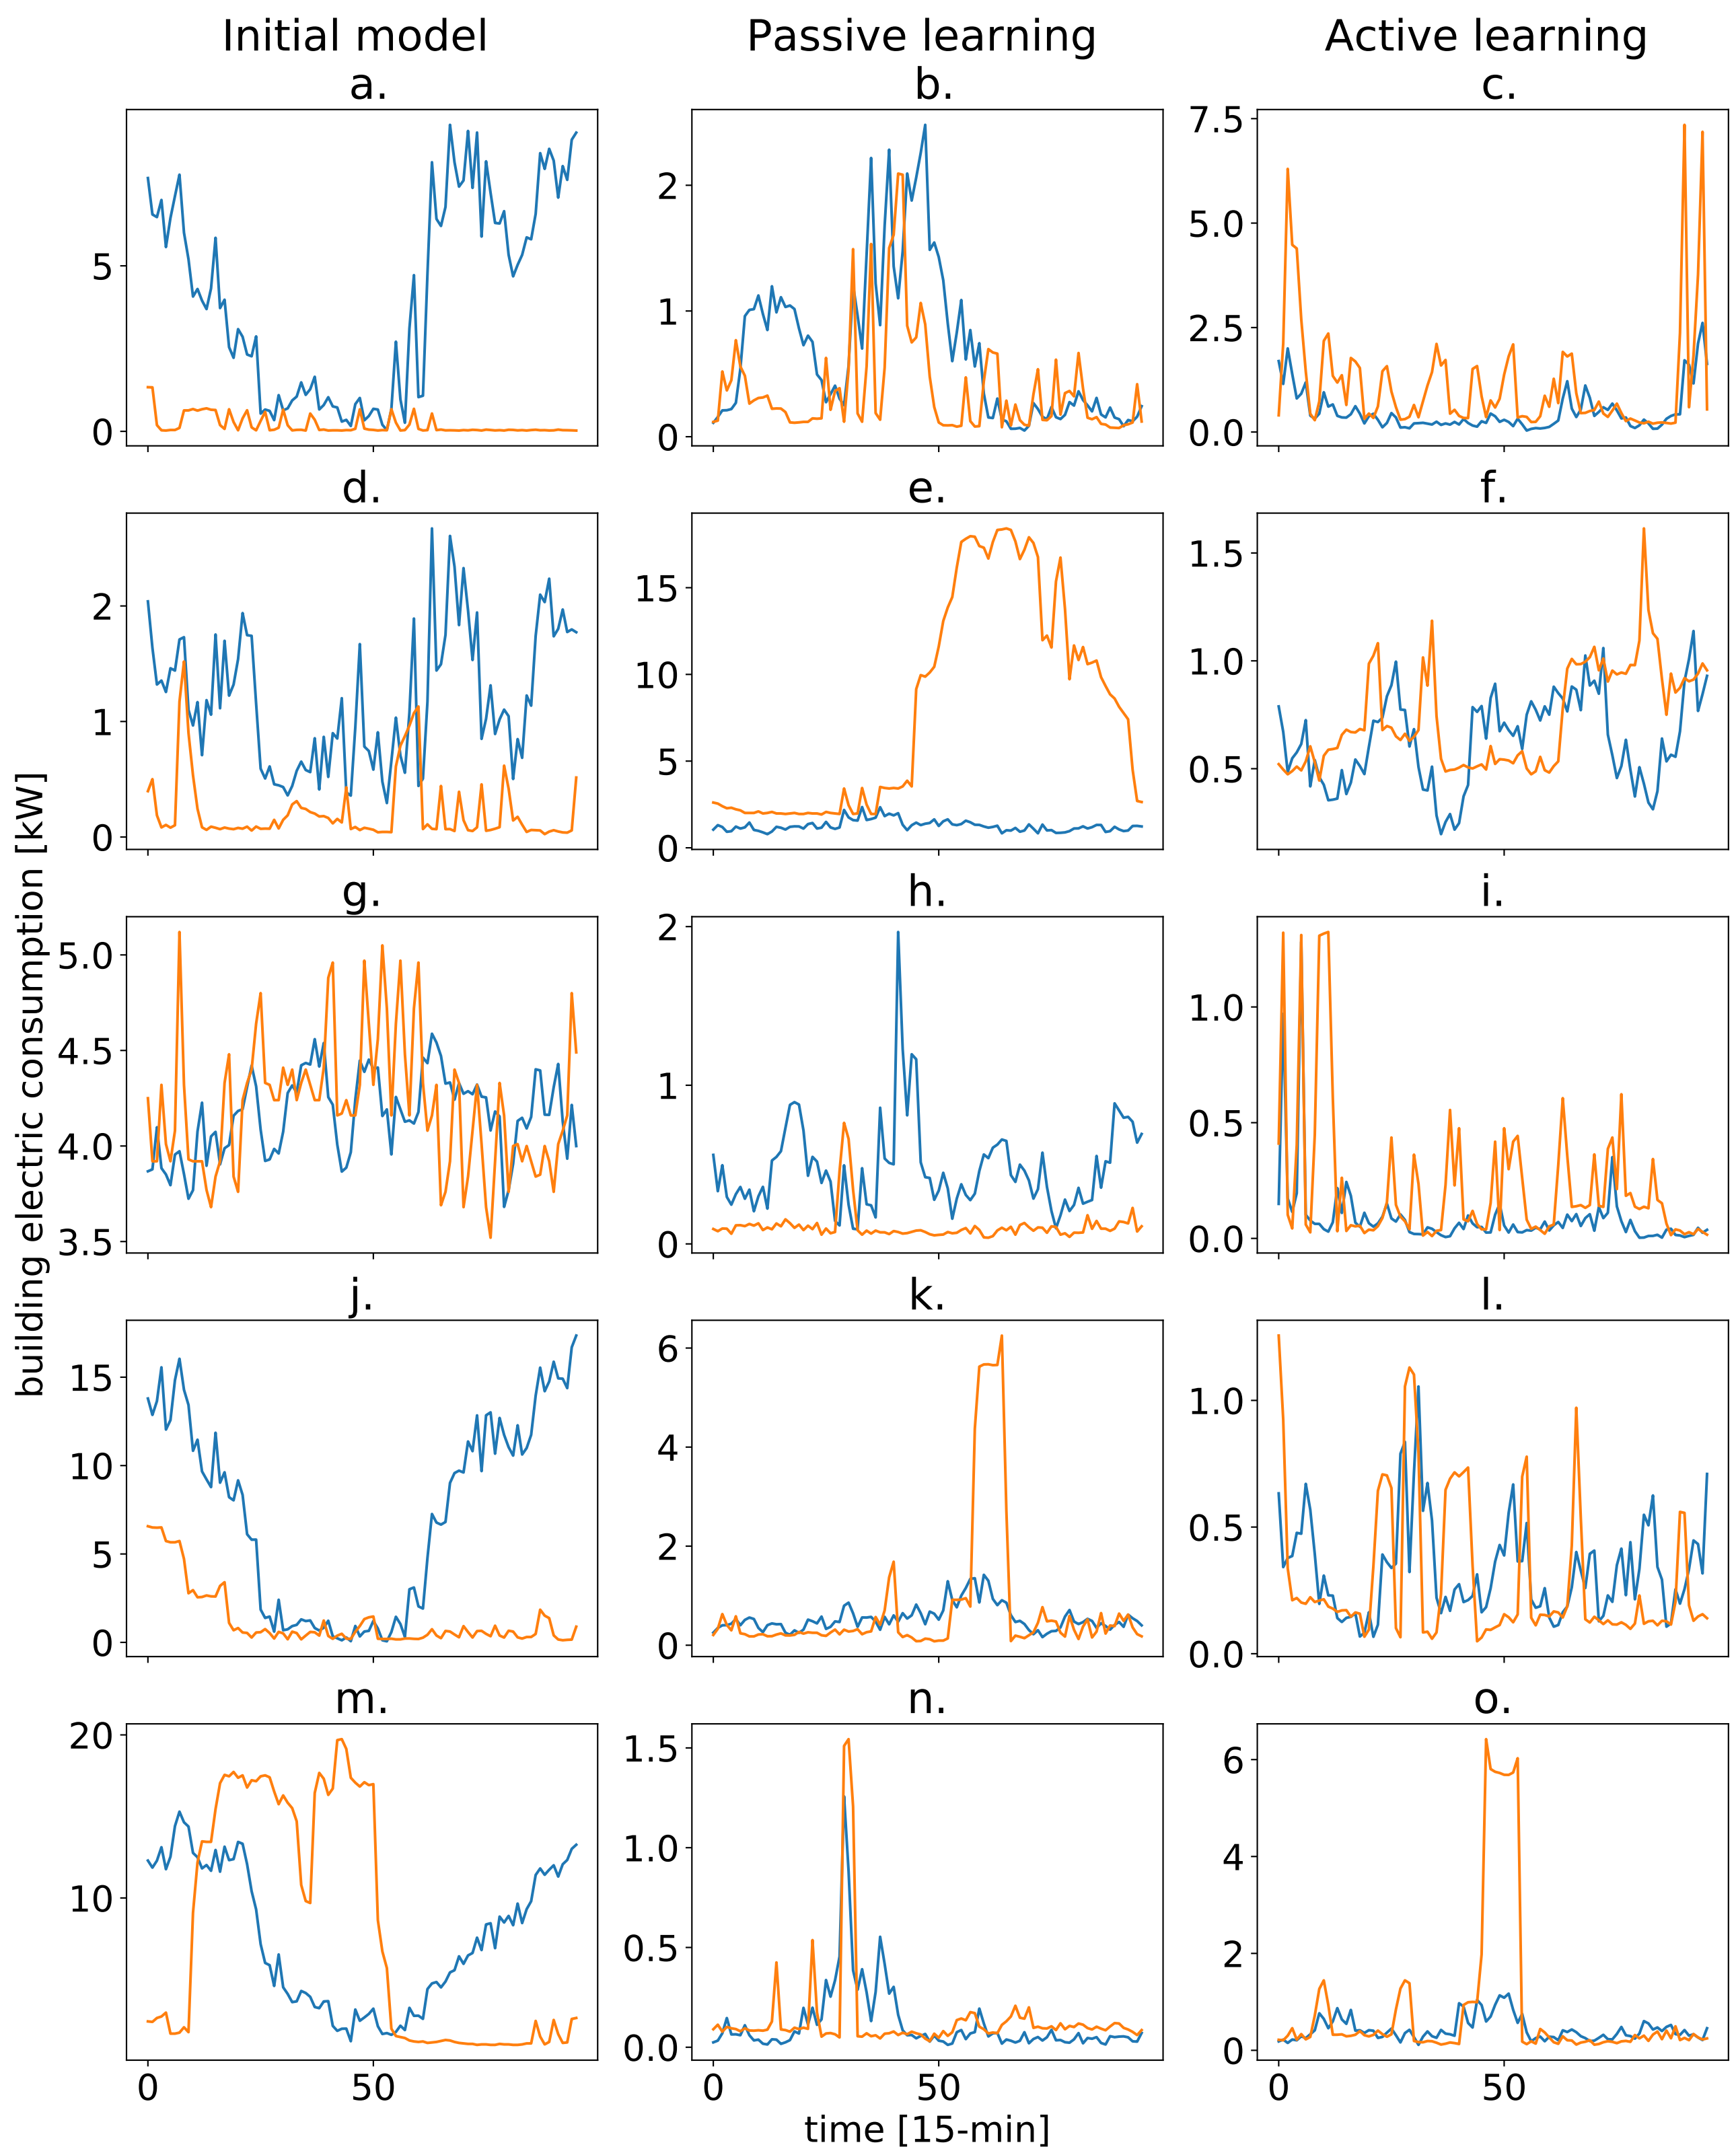 Initial model
Passive learning
Active learning
a.
b.
c.
5
0
2
1
0
7.5
5.0
2.5
0.0
d.
e.
f.
2
1
0
15
10
5
0
1.5
1.0
0.5
g.
h.
i.
5.0
4.5
4.0
3.5
2
1
0
1.0
0.5
0.0
j.
k.
l.
15
10
5
0
6
4
2
0
1.0
0.5
0.0
m.
n.
o.
20
10
1.5
1.0
0.5
0.0
6
4
2
0
0 50
0 50
0 50
building electric consumption [kW]
time [15-min]